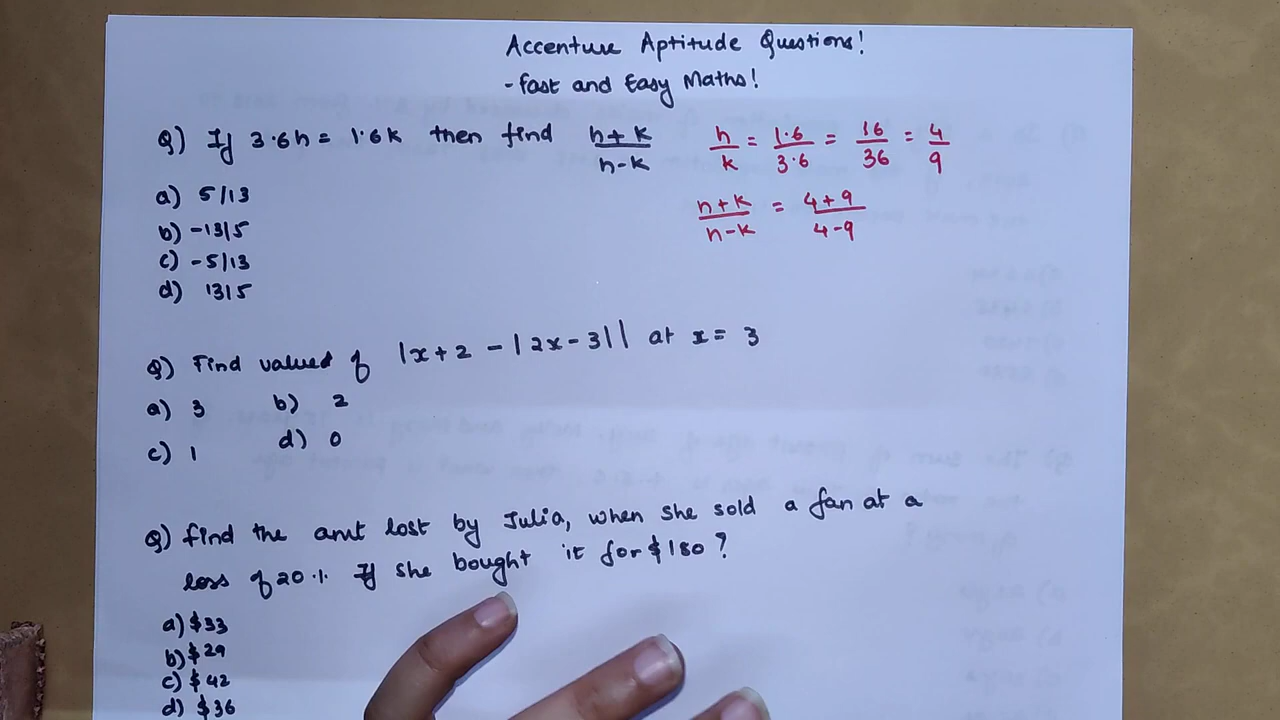 Accenture Aptitude Questions!
- Fast and Easy Maths!
Q) If 3.6h = 1.6k then find h+k/h-k
h/k = 1.6/3.6 = 16/36 = 4/9
a) 5/13
h+k/h-k = 4+9/4-9
b) -13/5
c) -5/13
d) 13/5
Q) Find valued of |x+2 - |2x-3|| at x = 3
a) 3 b) 2
c) 1 d) 0
Q) Find the amt lost by Julia, when she sold a fan at a
loss of 20% If she bought it for $180 ?
a) $33
b) $29
c) $42
d) $36